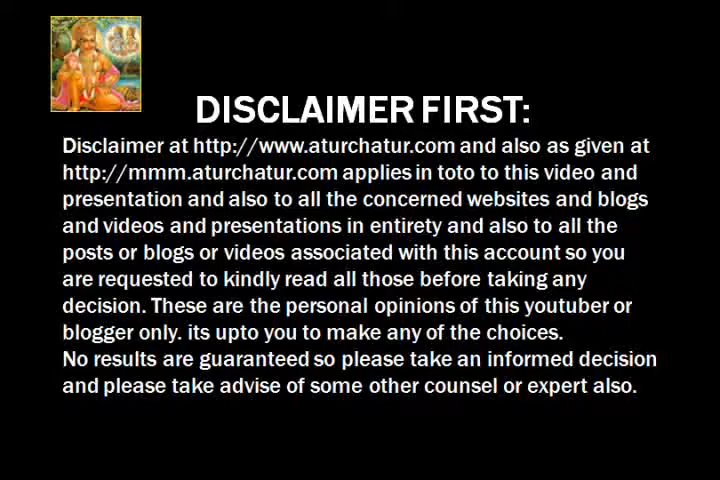 DISCLAIMER FIRST:
Disclaimer at http://www.aturchatur.com and also as given at
http://mmm.aturchatur.com applies in toto to this video and
presentation and also to all the concerned websites and blogs
and videos and presentations in entirety and also to all the
posts or blogs or videos associated with this account so you
are requested to kindly read all those before taking any
decision. These are the personal opinions of this youtuber or
blogger only. its upto you to make any of the choices.
No results are guaranteed so please take an informed decision
and please take advise of some other counsel or expert also.